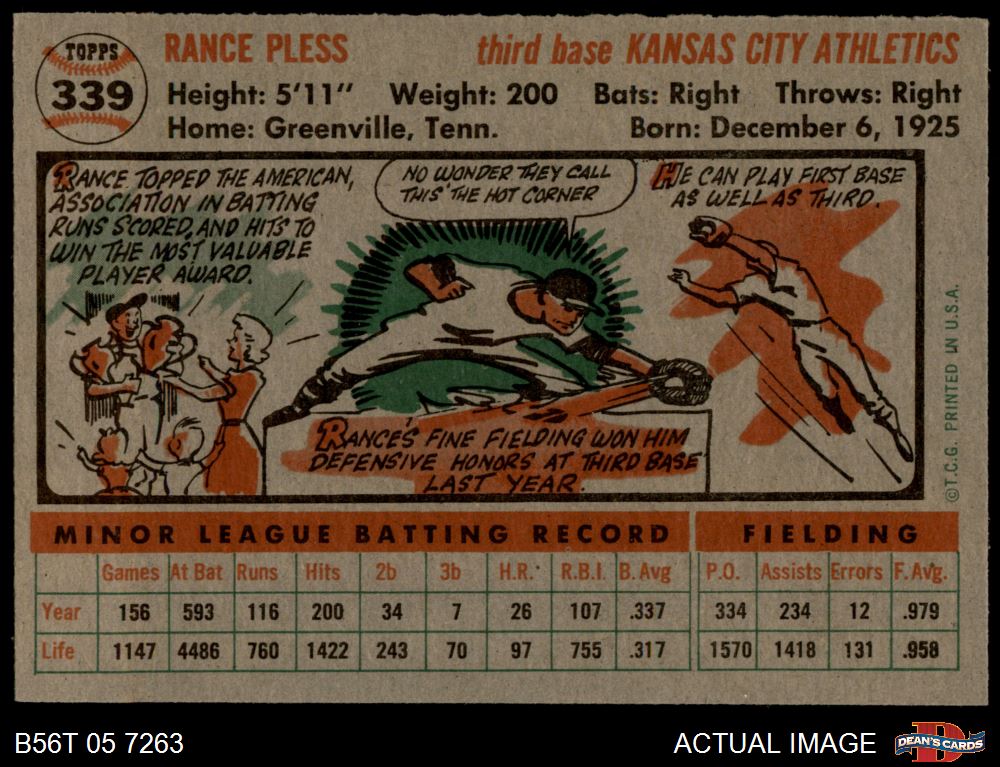 TOPPS
339
RANCE PLESS
third base KANSAS CITY ATHLETICS
Height: 5'11" Weight: 200 Bats: Right Throws: Right
Home: Greenville, Tenn. Born: December 6, 1925
RANCE TOPPED THE AMERICAN,
ASSOCIATION IN BATTING
RUNS SCORED, AND HITS TO
WIN THE MOST VALUABLE
PLAYER AWARD.
NO WONDER THEY CALL
THIS THE HOT CORNER
HE CAN PLAY FIRST BASE
AS WELL AS THIRD.
RANCE'S FINE FIELDING WON HIM
DEFENSIVE HONORS AT THIRD BASE
LAST YEAR.
©T.C.G. PRINTED IN U.S.A.
MINOR LEAGUE BATTING RECORD FIELDING
Games At Bat Runs Hits 2b 3b H.R. R.B.I. B. Avg P.O. Assists Errors F. Avg.
Year 156 593 116 200 34 7 26 107 .337 334 234 12 .979
Life 1147 4486 760 1422 243 70 97 755 .317 1570 1418 131 .958
B56T 05 7263
ACTUAL IMAGE
D
DEAN'S CARDS